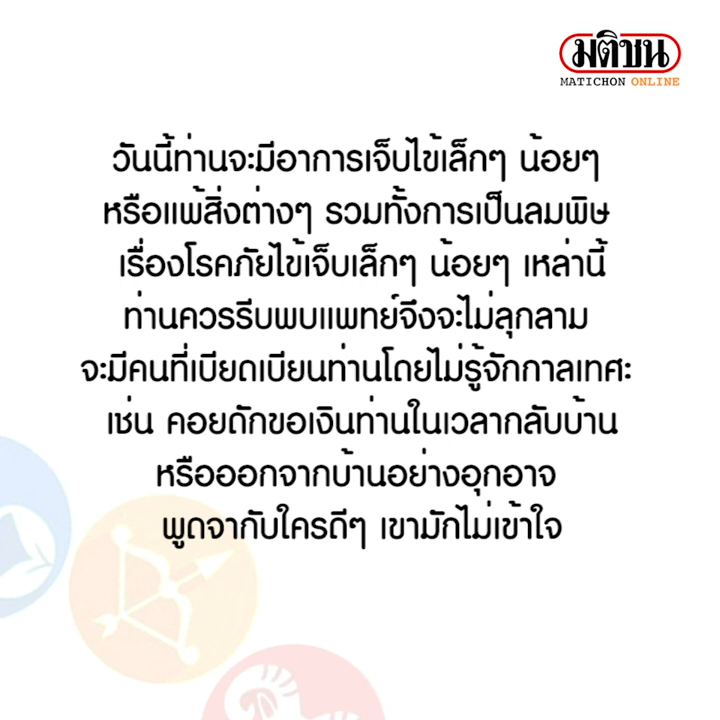 มติชน
MATICHON ONLINE
วันนี้ท่านจะมีอาการเจ็บไข้เล็กๆ น้อยๆ
หรือแพ้สิ่งต่างๆ รวมทั้งการเป็นลมพิษ
เรื่องโรคภัยไข้เจ็บเล็กๆ น้อยๆ เหล่านี้
ท่านควรรีบพบแพทย์จึงจะไม่ลุกลาม
จะมีคนที่เบียดเบียนท่านโดยไม่รู้จักกาลเทศะ
เช่น คอยดักขอเงินท่านในเวลากลับบ้าน
หรือออกจากบ้านอย่างอุกอาจ
พูดจากับใครดีๆ เขามักไม่เข้าใจ